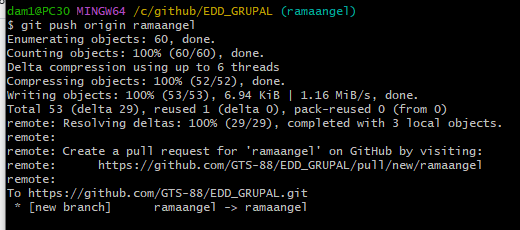 dam1@PC30 MINGW64 /c/github/EDD_GRUPAL (ramaangel)
$ git push origin ramaangel
Enumerating objects: 60, done.
Counting objects: 100% (60/60), done.
Delta compression using up to 6 threads
Compressing objects: 100% (52/52), done.
Writing objects: 100% (53/53), 6.94 KiB | 1.16 MiB/s, done.
Total 53 (delta 29), reused 1 (delta 0), pack-reused 0 (from 0)
remote: Resolving deltas: 100% (29/29), completed with 3 local objects.
remote:
remote: Create a pull request for 'ramaangel' on GitHub by visiting:
remote:      https://github.com/GTS-88/EDD_GRUPAL/pull/new/ramaangel
remote:
To https://github.com/GTS-88/EDD_GRUPAL.git
 * [new branch]      ramaangel -> ramaangel